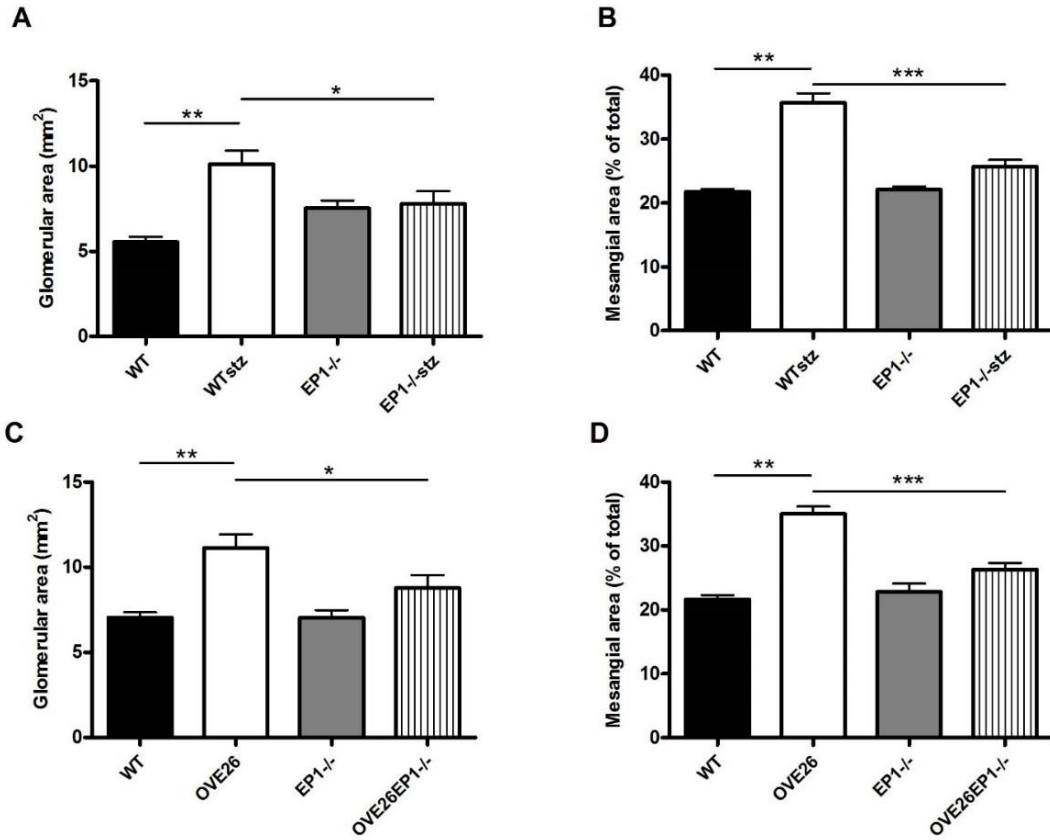 A
Glomerular area (mm²)
15
10
5
0
**
*
WT
WTstz
EP1-/-
EP1-/-stz
B
Mesangial area (% of total)
40
30
20
10
0
**
***
WT
WTstz
EP1-/-
EP1-/-stz
C
Glomerular area (mm²)
15
10
5
0
**
*
WT
OVE26
EP1-/-
OVE26EP1-/-
D
Mesangial area (% of total)
40
30
20
10
0
**
***
WT
OVE26
EP1-/-
OVE26EP1-/-